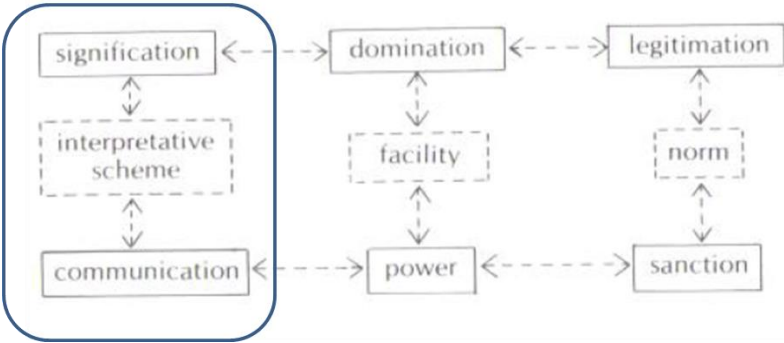 signification
domination
legitimation
interpretative
scheme
facility
norm
communication
power
sanction